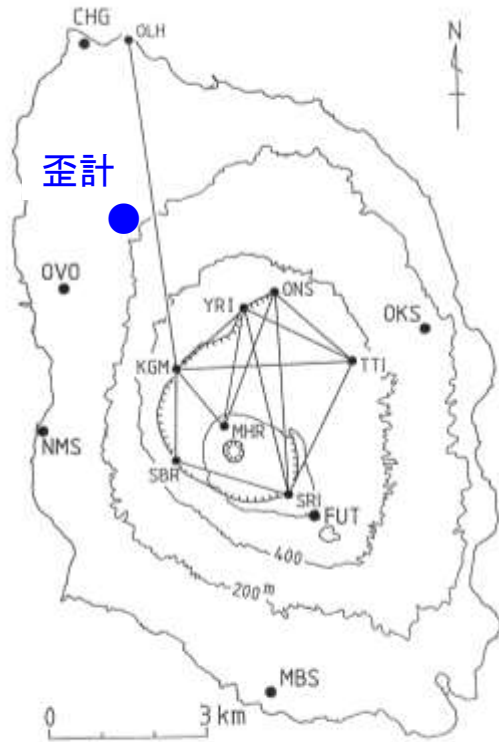 CHG
OLH
N
歪計
OVO
ONS
YRI
OKS
KGM
TTI
MHR
NMS
SBR
SRI
FUT
400
200m
MBS
0 3 km